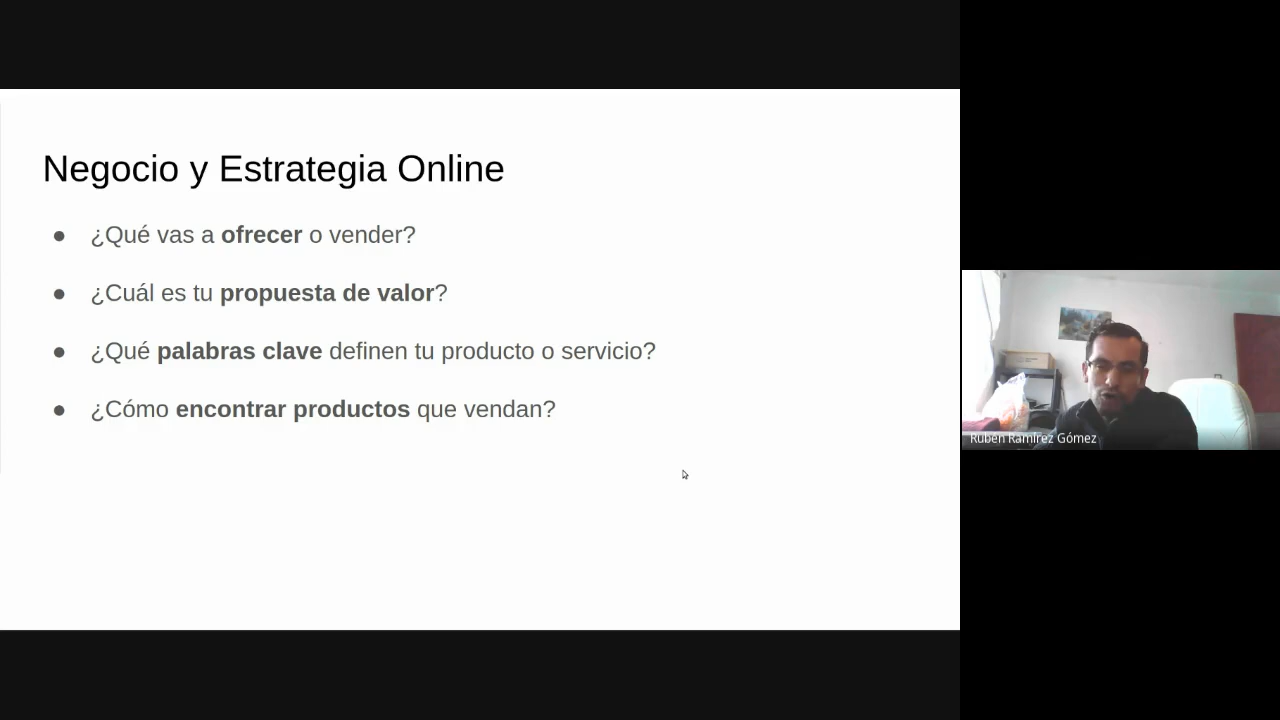 Negocio y Estrategia Online
● ¿Qué vas a ofrecer o vender?
● ¿Cuál es tu propuesta de valor?
● ¿Qué palabras clave definen tu producto o servicio?
● ¿Cómo encontrar productos que vendan?
Rubén Ramírez Gómez